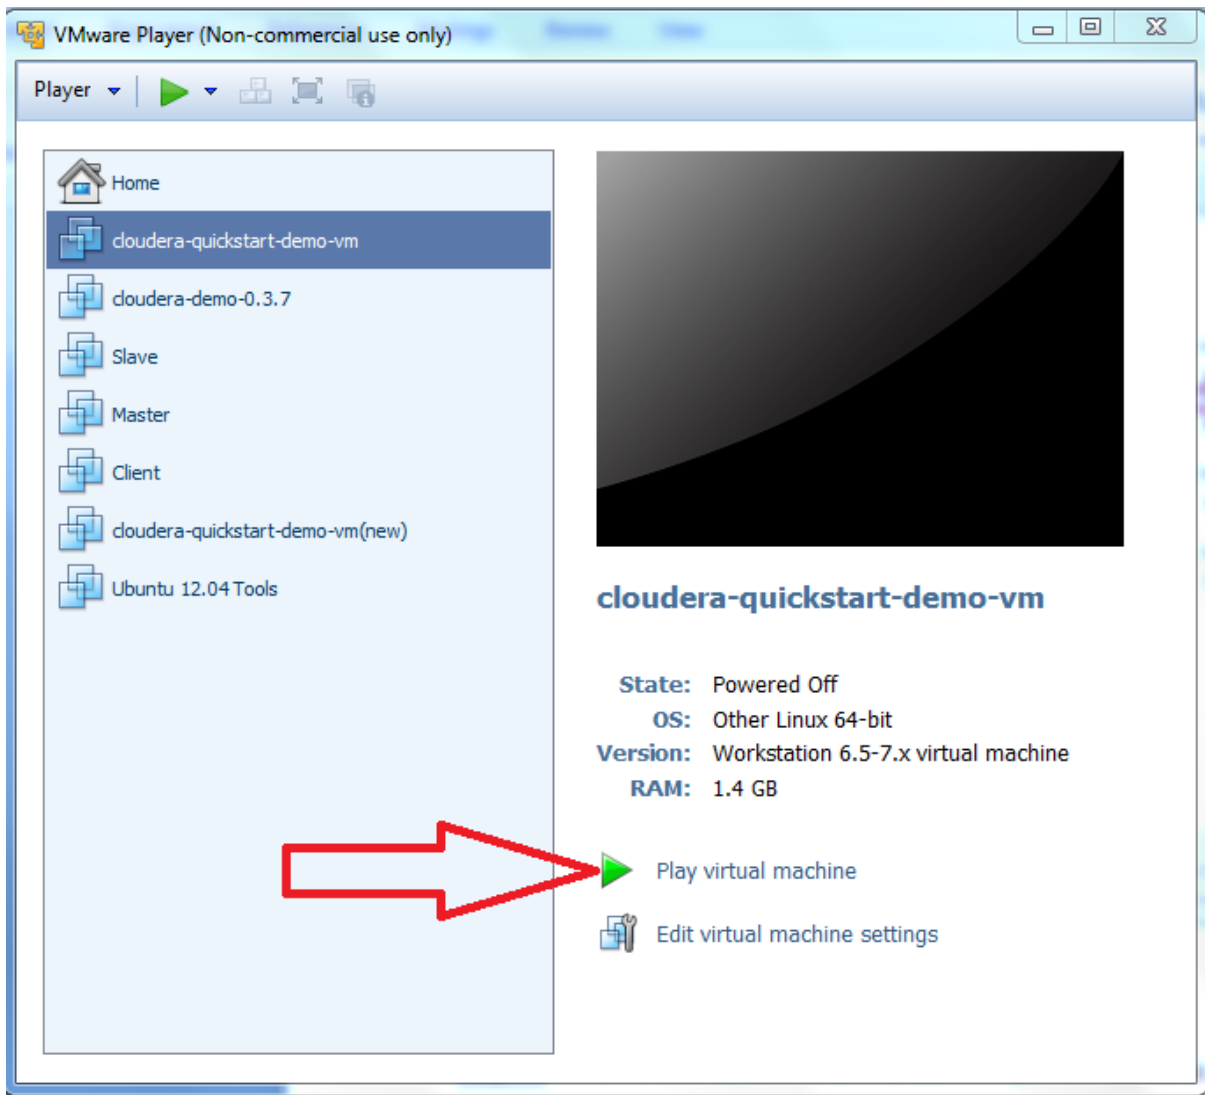 VMware Player (Non-commercial use only)
Player
Home
cloudera-quickstart-demo-vm
cloudera-demo-0.3.7
Slave
Master
Client
cloudera-quickstart-demo-vm(new)
Ubuntu 12.04 Tools
cloudera-quickstart-demo-vm
State: Powered Off
OS: Other Linux 64-bit
Version: Workstation 6.5-7.x virtual machine
RAM: 1.4 GB
Play virtual machine
Edit virtual machine settings